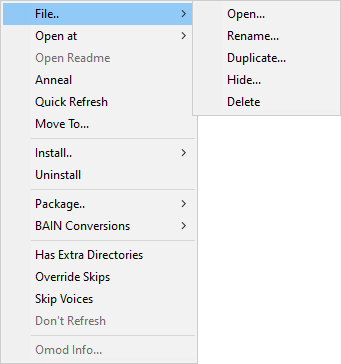 File..
Open at
Open Readme
Anneal
Quick Refresh
Move To...
Install..
Uninstall
Package..
BAIN Conversions
Has Extra Directories
Override Skips
Skip Voices
Don't Refresh
Omod Info...
Open...
Rename...
Duplicate...
Hide...
Delete